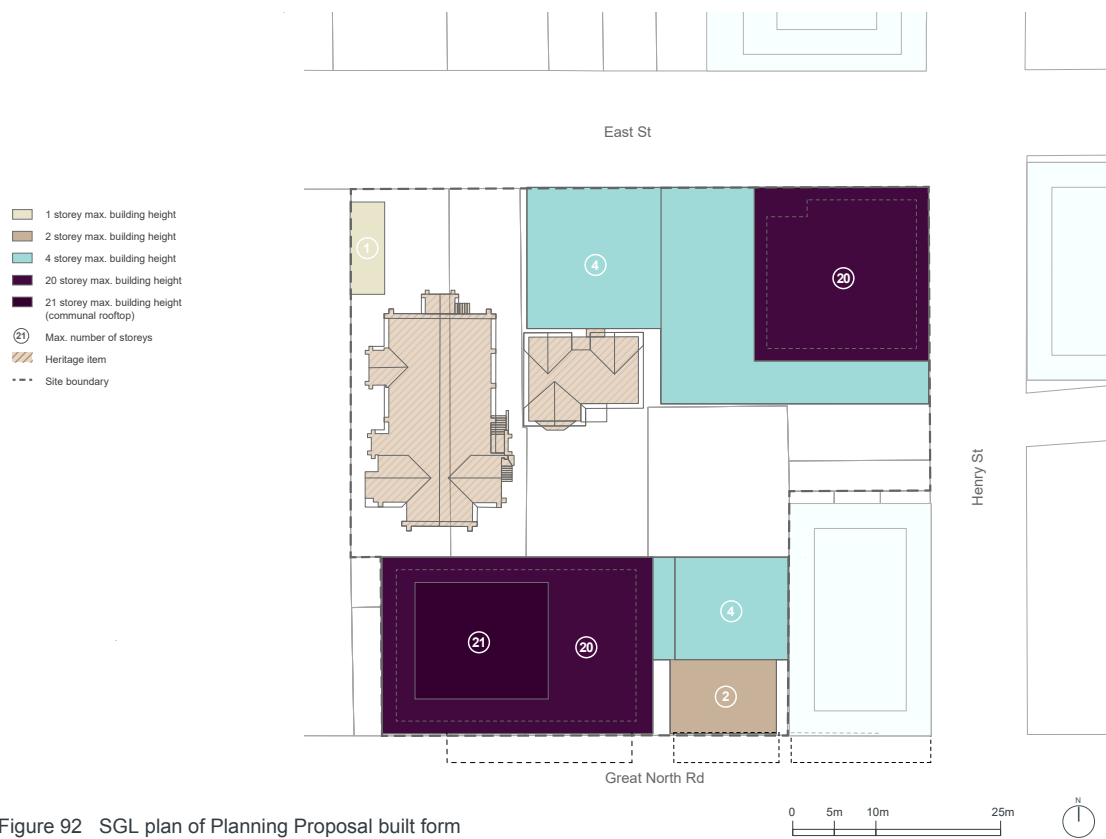 East St
1 storey max. building height
2 storey max. building height
4 storey max. building height
20 storey max. building height
21 storey max. building height
(communal rooftop)
21 Max. number of storeys
Heritage item
Site boundary
1
4
20
Henry St
21
20
4
2
Great North Rd
Figure 92 SGL plan of Planning Proposal built form
0 5m 10m 25m
N